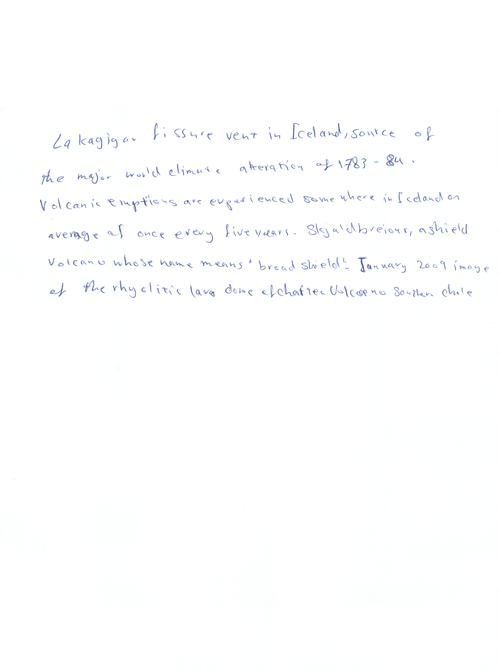 Lakagigar fissure vent in Iceland, source of
the major world climate alteration of 1783 - 84.
Volcanic emptions are experienced somewhere in Iceland on
average of once every five years. Skjaldbreiour, a shield
volcano whose name means 'broad shield'. January 2009 image
of the rhyolitic lava dome of chaiten Volcano Southern chile